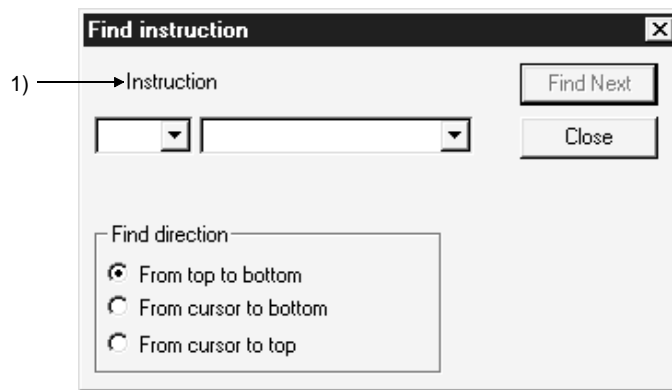 Find instruction
1) Instruction
Find Next
Close
Find direction
From top to bottom
From cursor to bottom
From cursor to top